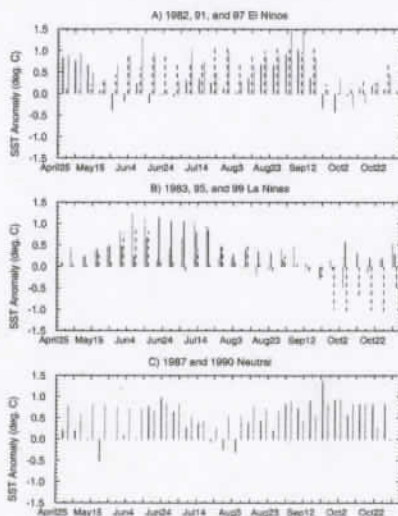 A) 1982, 91, and 97 El Ninos
SST Anomaly (deg. C)
1.5
1.0
0.5
0.0
-0.5
-1.0
-1.5
April25 May15 Jun4 Jun24 Jul14 Aug3 Aug23 Sep12 Oct2 Oct22
B) 1983, 95, and 99 La Ninas
SST Anomaly (deg. C)
1.5
1.0
0.5
0.0
-0.5
-1.0
-1.5
April25 May15 Jun4 Jun24 Jul14 Aug3 Aug23 Sep12 Oct2 Oct22
C) 1987 and 1990 Neutral
SST Anomaly (deg. C)
1.5
1.0
0.5
0.0
-0.5
-1.0
-1.5
April25 May15 Jun4 Jun24 Jul14 Aug3 Aug23 Sep12 Oct2 Oct22